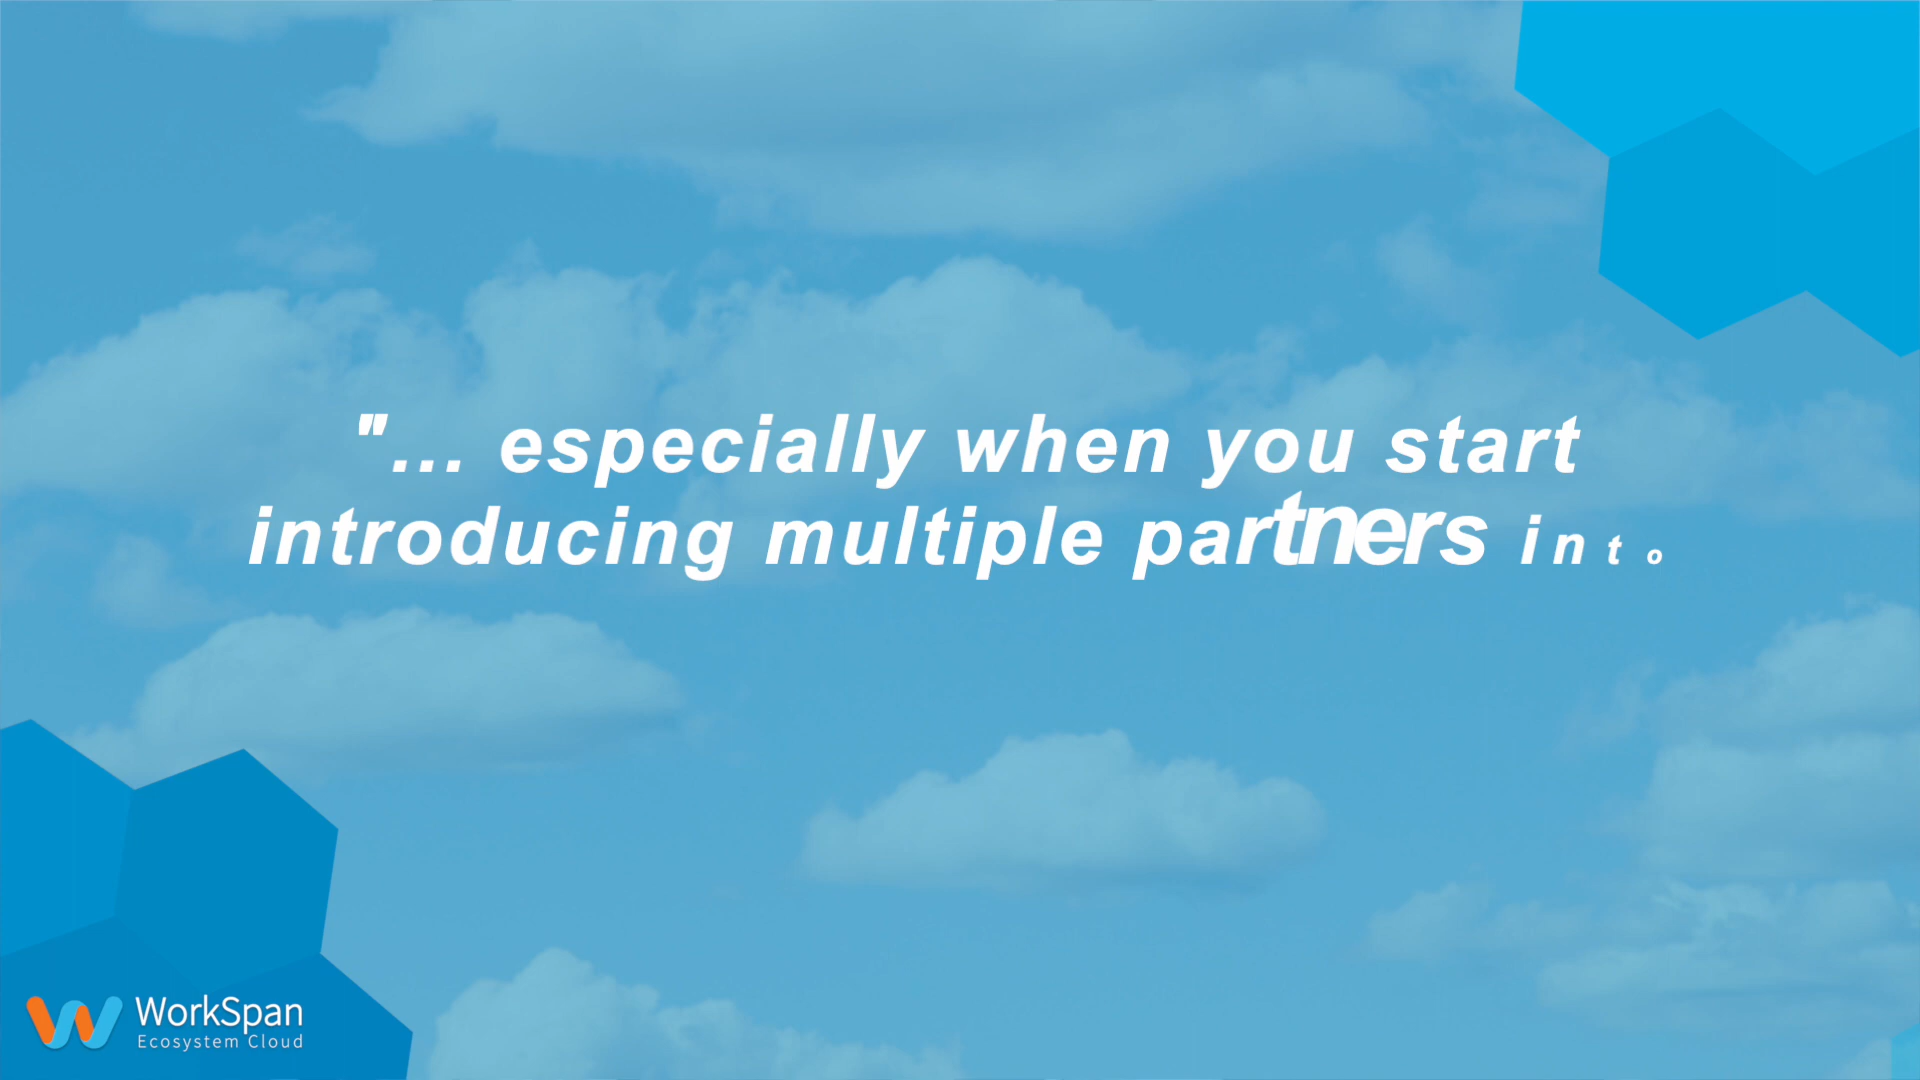 "... especially when you start
introducing multiple partners into
WorkSpan
Ecosystem Cloud